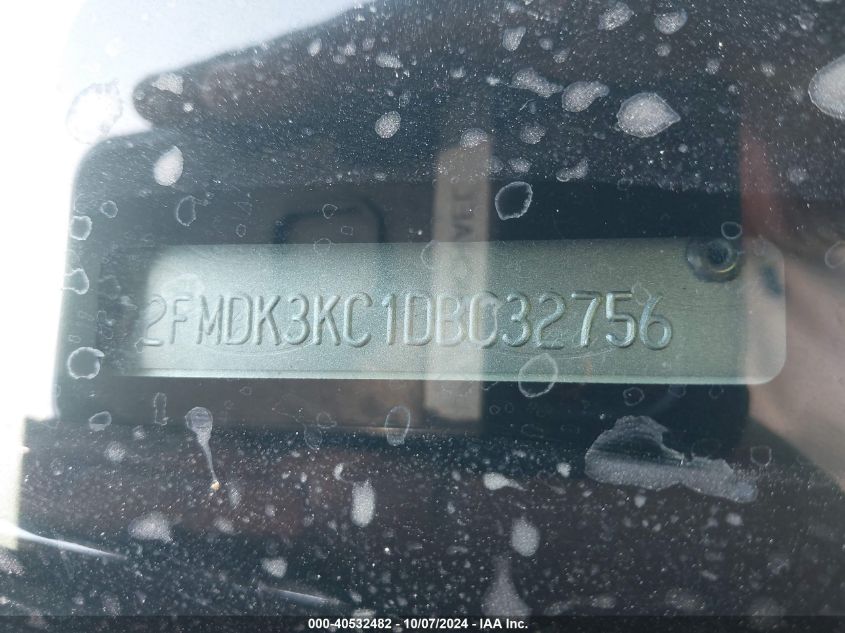 2FMDK3KC1DBC32756
000-40532482 - 10/07/2024 - IAA Inc.